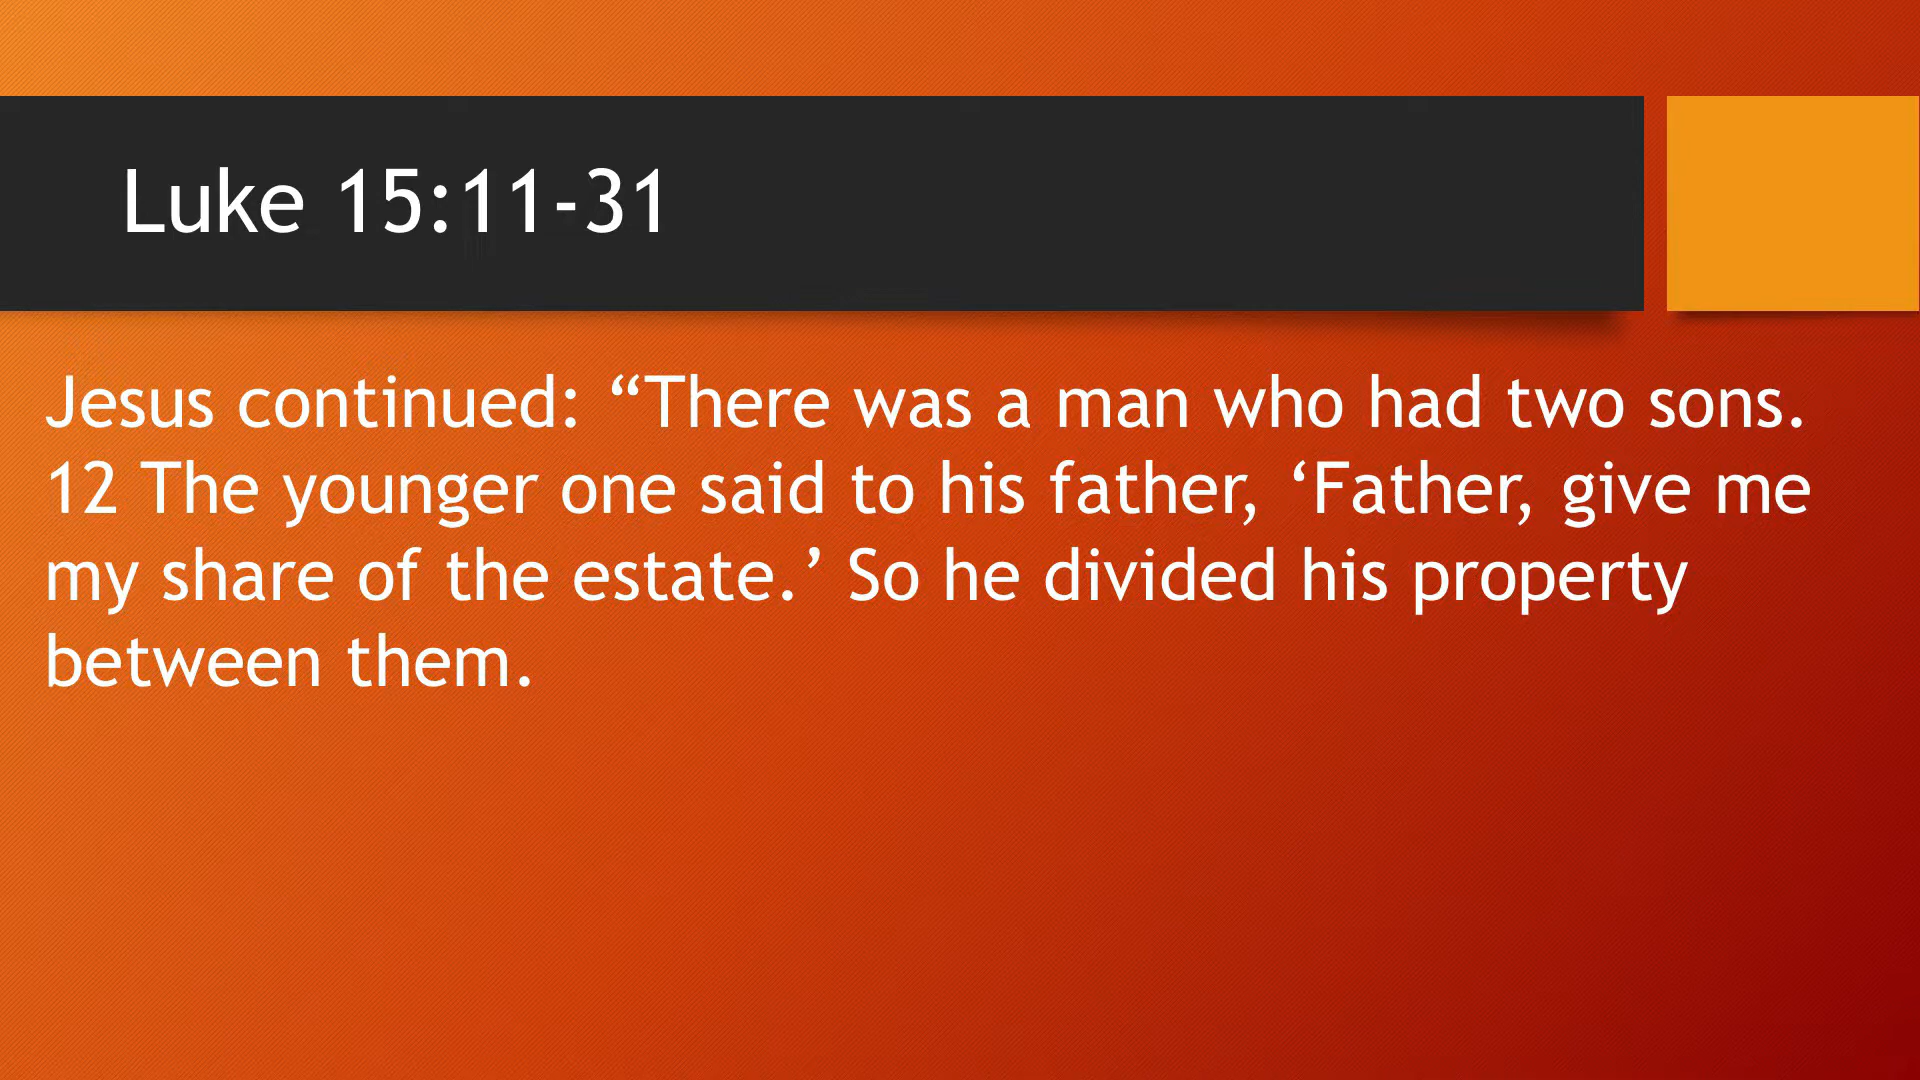 Luke 15:11-31
Jesus continued: “There was a man who had two sons.
12 The younger one said to his father, ‘Father, give me
my share of the estate.’ So he divided his property
between them.